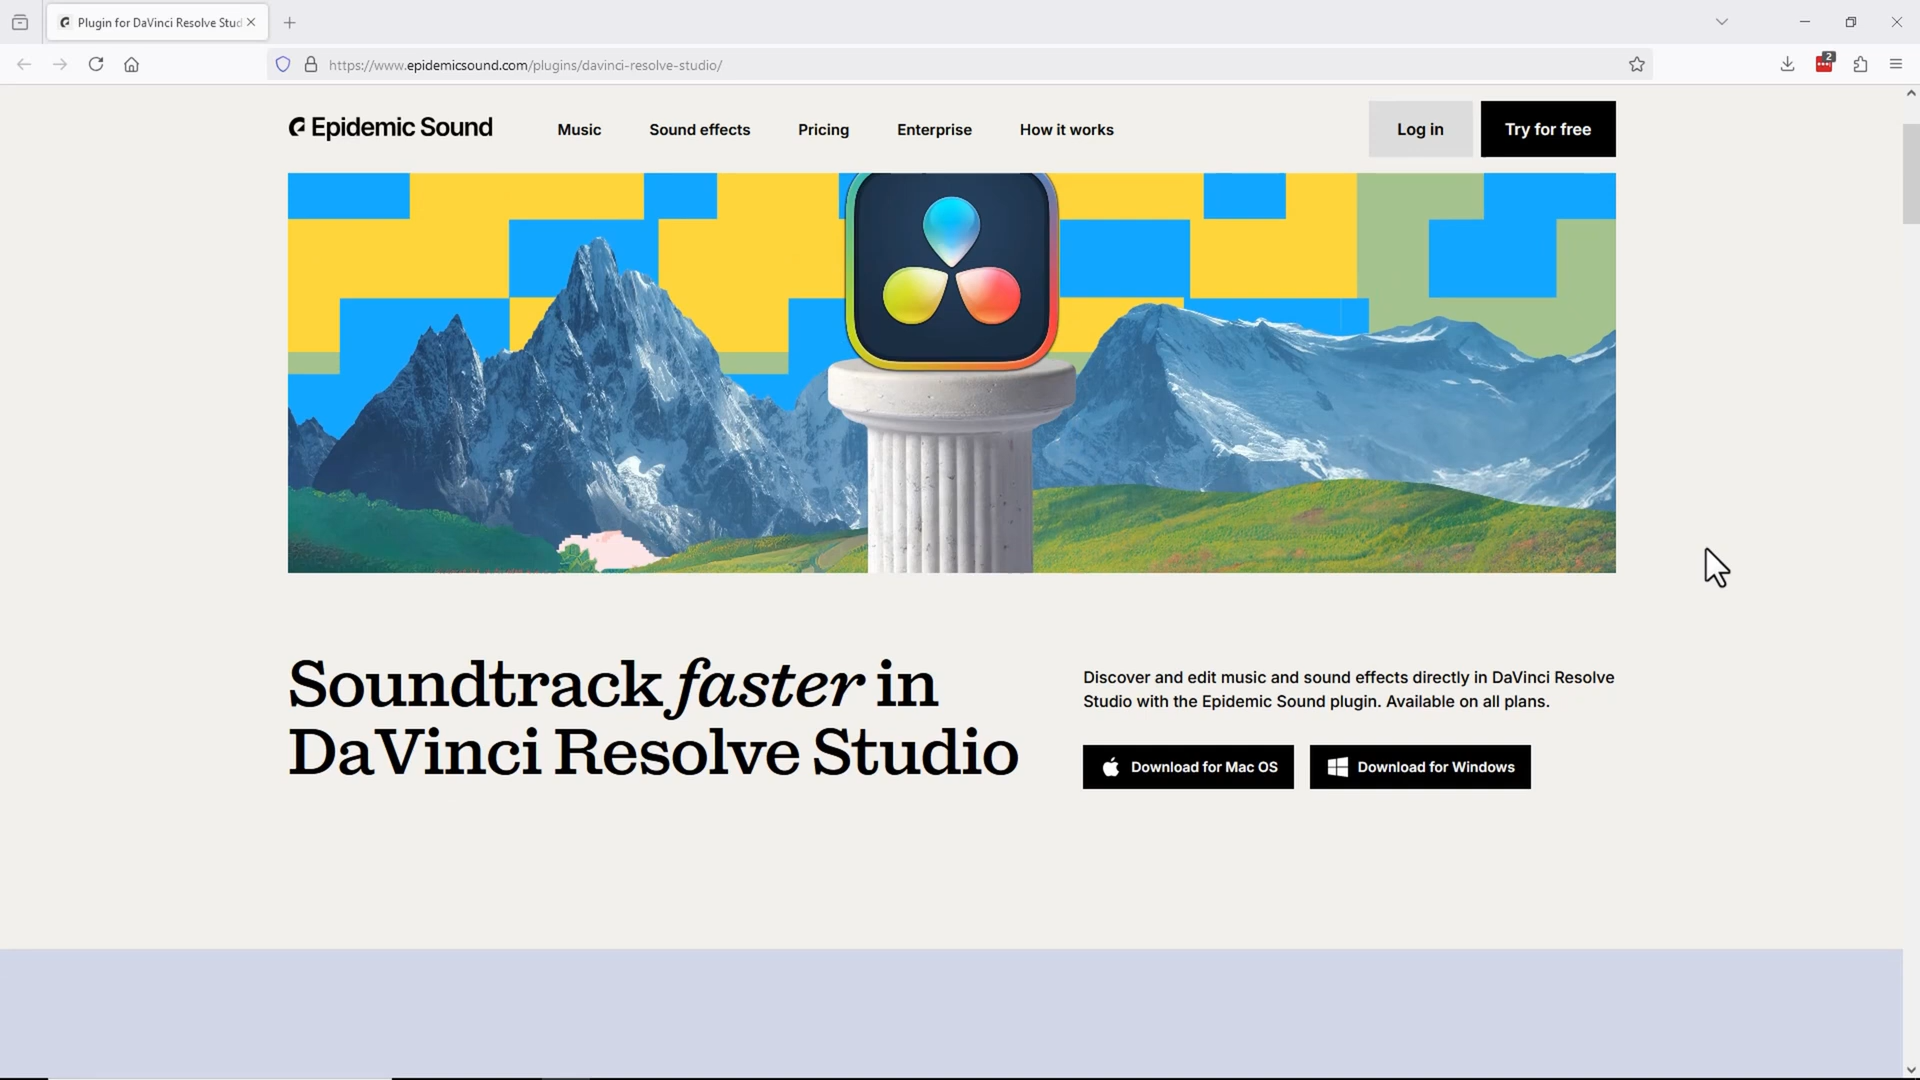 Plugin for DaVinci Resolve Stud
https://www.epidemicsound.com/plugins/davinci-resolve-studio/
2
Epidemic Sound
Music
Sound effects
Pricing
Enterprise
How it works
Log in
Try for free
Soundtrack faster in
DaVinci Resolve Studio
Discover and edit music and sound effects directly in DaVinci Resolve
Studio with the Epidemic Sound plugin. Available on all plans.
Download for Mac OS
Download for Windows